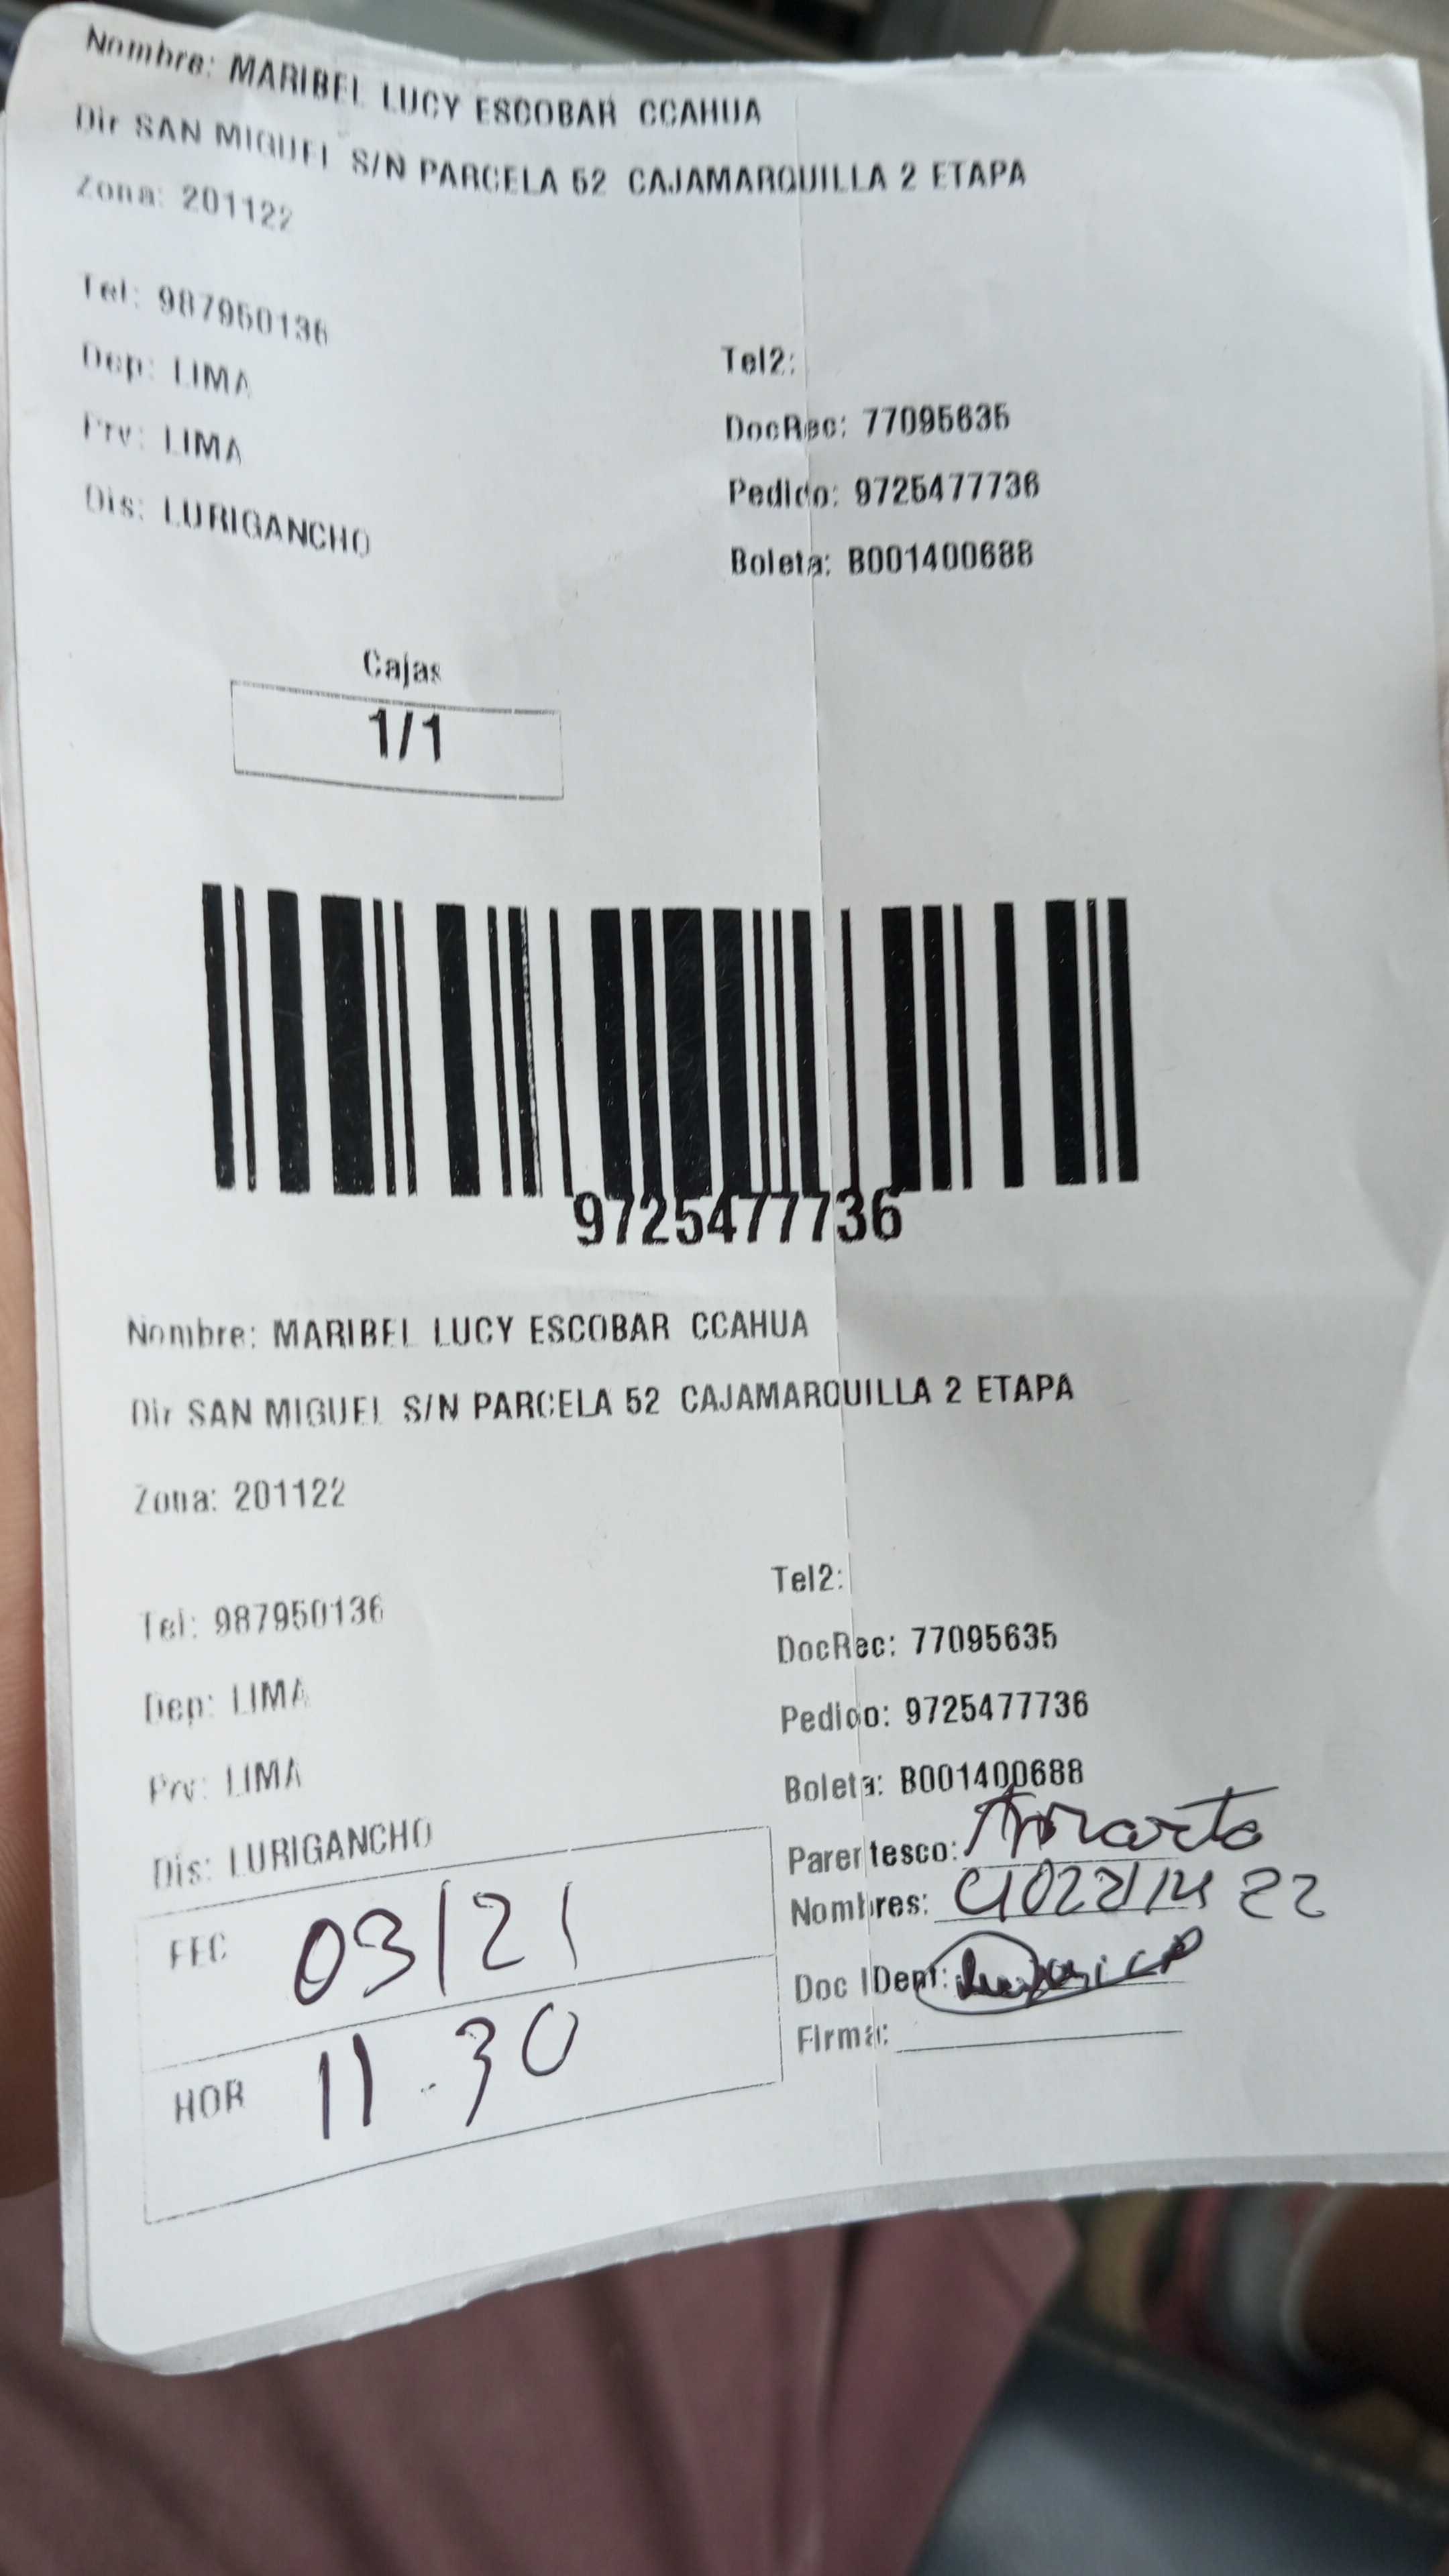 Nombre: MARIBEL LUCY ESCOBAR CCAHUA
Dir SAN MIGUEL S/N PARCELA 52 CAJAMARQUILLA 2 ETAPA
Zona: 201122
Tel: 987950136
Tel2:
Dep: LIMA
DocRec: 77095635
Prv: LIMA
Pedido: 9725477736
Dis: LURIGANCHO
Boleta: B001400688
Cajas
1/1
9725477736
Nombre: MARIBEL LUCY ESCOBAR CCAHUA
Dir SAN MIGUEL S/N PARCELA 52 CAJAMARQUILLA 2 ETAPA
Zona: 201122
Tel: 987950136
Tel2:
Dep: LIMA
DocRec: 77095635
Prv: LIMA
Pedido: 9725477736
Dis: LURIGANCHO
Boleta: B001400688
Parentesco:
Nombres:
Doc IDent:
Firma:
FEC 03/21
HOR 11.30